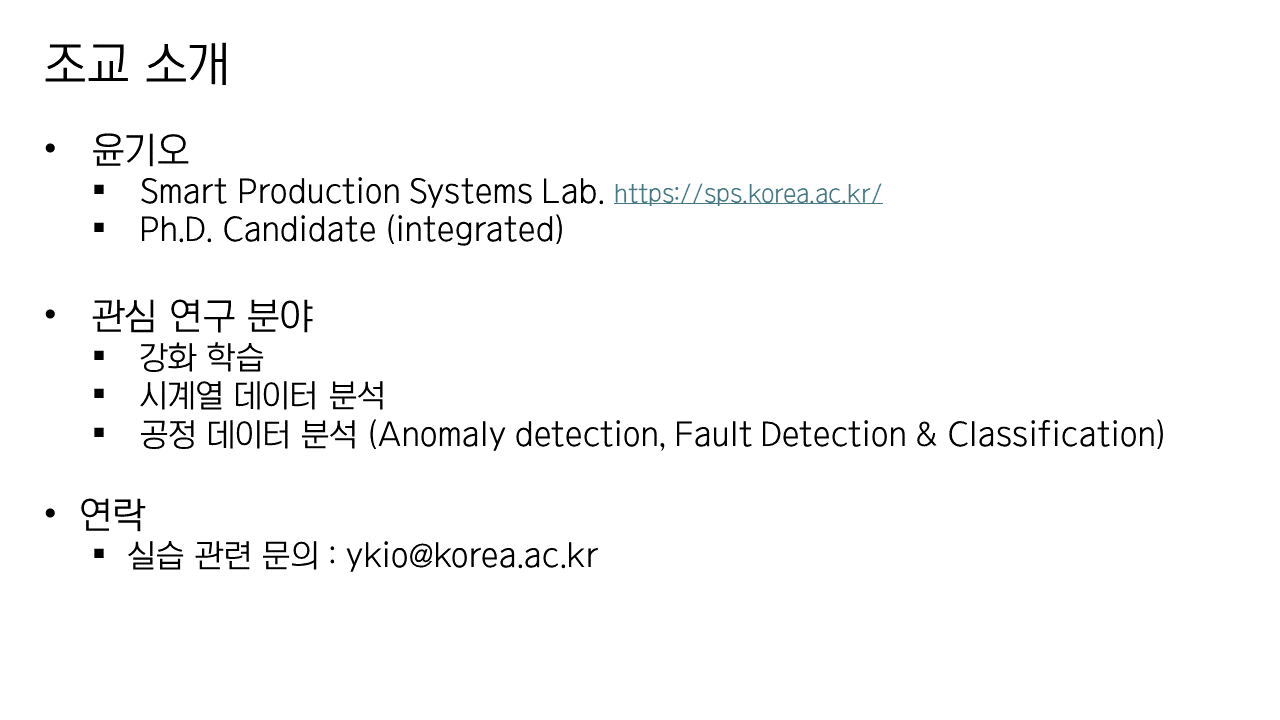 조교 소개
• 윤기오
▪ Smart Production Systems Lab. https://sps.korea.ac.kr/
▪ Ph.D. Candidate (integrated)
• 관심 연구 분야
▪ 강화 학습
▪ 시계열 데이터 분석
▪ 공정 데이터 분석 (Anomaly detection, Fault Detection & Classification)
• 연락
▪ 실습 관련 문의 : ykio@korea.ac.kr